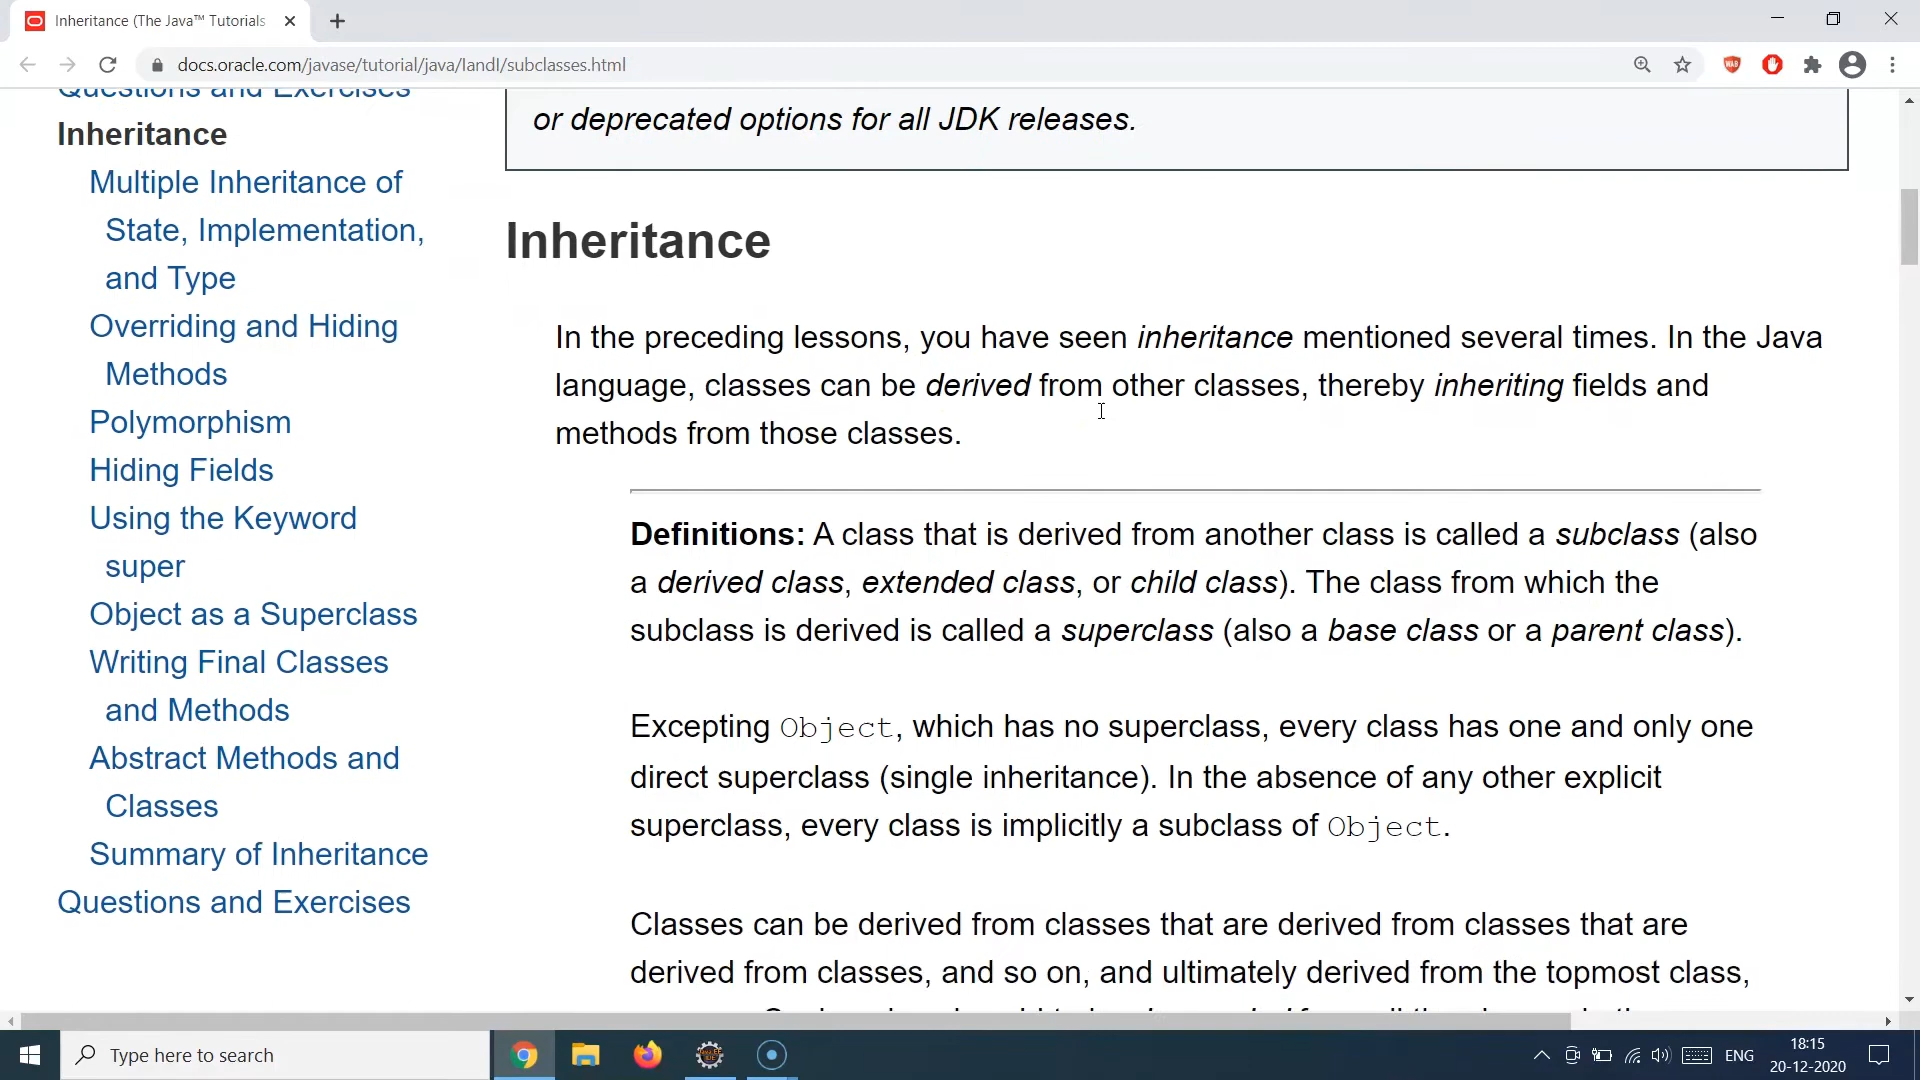 Inheritance (The Java™ Tutorials
docs.oracle.com/javase/tutorial/java/IandI/subclasses.html
Questions and Exercises
Inheritance
Multiple Inheritance of
State, Implementation,
and Type
Overriding and Hiding
Methods
Polymorphism
Hiding Fields
Using the Keyword
super
Object as a Superclass
Writing Final Classes
and Methods
Abstract Methods and
Classes
Summary of Inheritance
Questions and Exercises
or deprecated options for all JDK releases.
Inheritance
In the preceding lessons, you have seen inheritance mentioned several times. In the Java
language, classes can be derived from other classes, thereby inheriting fields and
methods from those classes.
Definitions: A class that is derived from another class is called a subclass (also
a derived class, extended class, or child class). The class from which the
subclass is derived is called a superclass (also a base class or a parent class).
Excepting Object, which has no superclass, every class has one and only one
direct superclass (single inheritance). In the absence of any other explicit
superclass, every class is implicitly a subclass of Object.
Classes can be derived from classes that are derived from classes that are
derived from classes, and so on, and ultimately derived from the topmost class,
Type here to search
ENG
18:15
20-12-2020